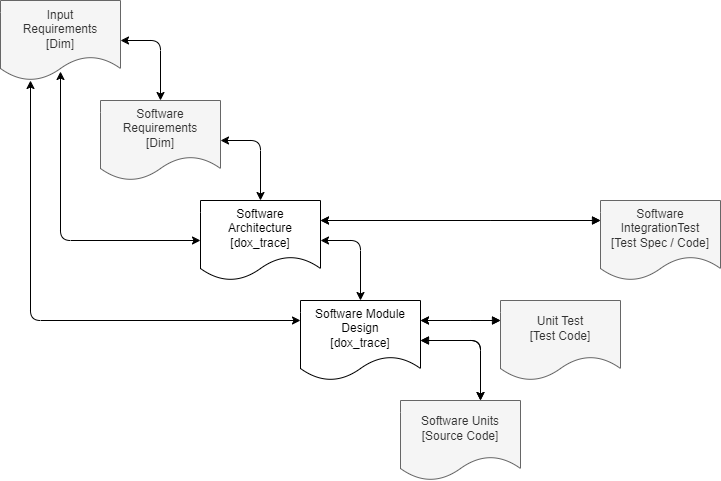 Input
Requirements
[Dim]
Software
Requirements
[Dim]
Software
Architecture
[dox_trace]
Software
IntegrationTest
[Test Spec / Code]
Software Module
Design
[dox_trace]
Unit Test
[Test Code]
Software Units
[Source Code]